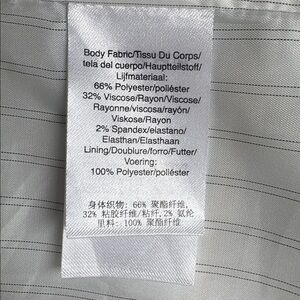 Body Fabric/Tissu Du Corps/
tela del cuerpo/Hauptteilstoff/
Lijfmateriaal:
66% Polyester/poliéster
32% Viscose/Rayon/Viscose/
Rayonne/viscosa/rayón/
Viskose/Rayon
2% Spandex/elastano/
Elasthan/Elasthaan
Lining/Doublure/forro/Futter/
Voering:
100% Polyester/poliéster
身体织物: 66% 聚酯纤维,
32% 粘胶纤维/粘纤, 2% 氨纶
里料: 100% 聚酯纤维